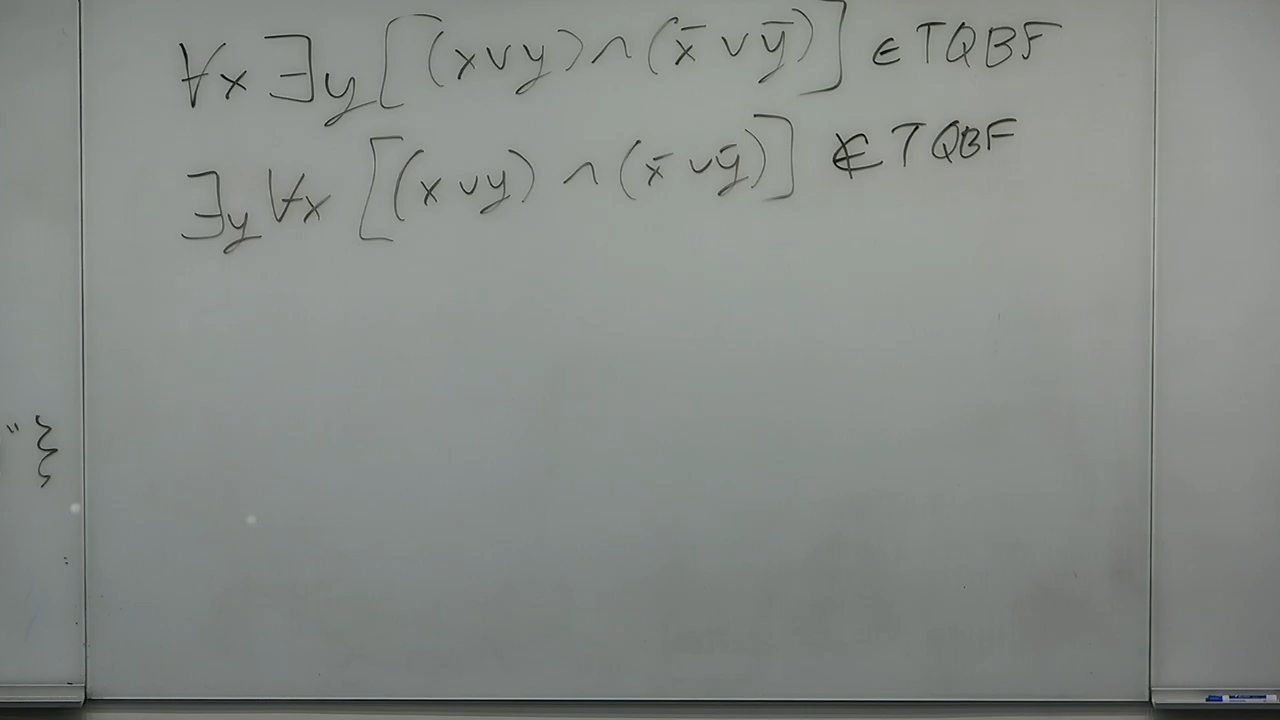 ∀x ∃y [(x∨y) ∧ (x̄ ∨ ȳ)] ∈ TQBF
∃y ∀x [(x ∨ y) ∧ (x̄ ∨ ȳ)] ∉ TQBF
" }